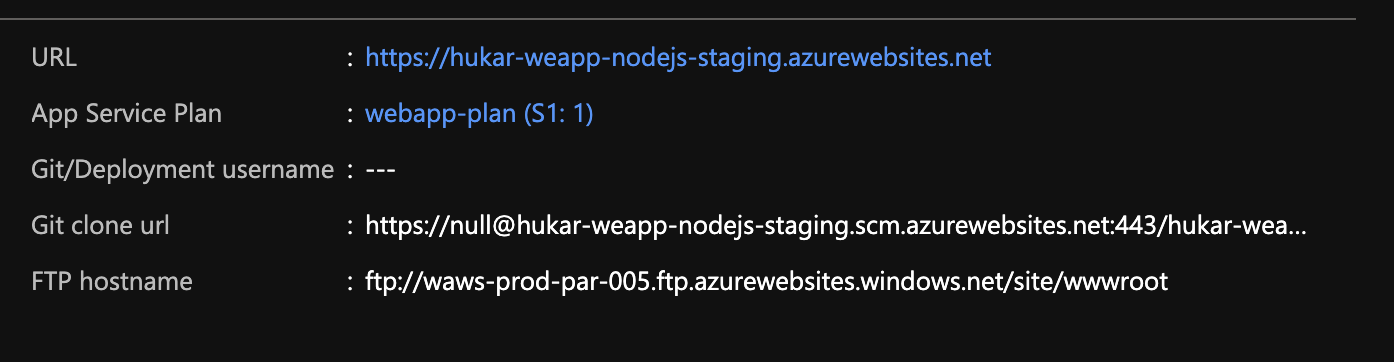 URL : https://hukar-weapp-nodejs-staging.azurewebsites.net
App Service Plan : webapp-plan (S1: 1)
Git/Deployment username : ---
Git clone url : https://null@hukar-weapp-nodejs-staging.scm.azurewebsites.net:443/hukar-wea...
FTP hostname : ftp://waws-prod-par-005.ftp.azurewebsites.windows.net/site/wwwroot